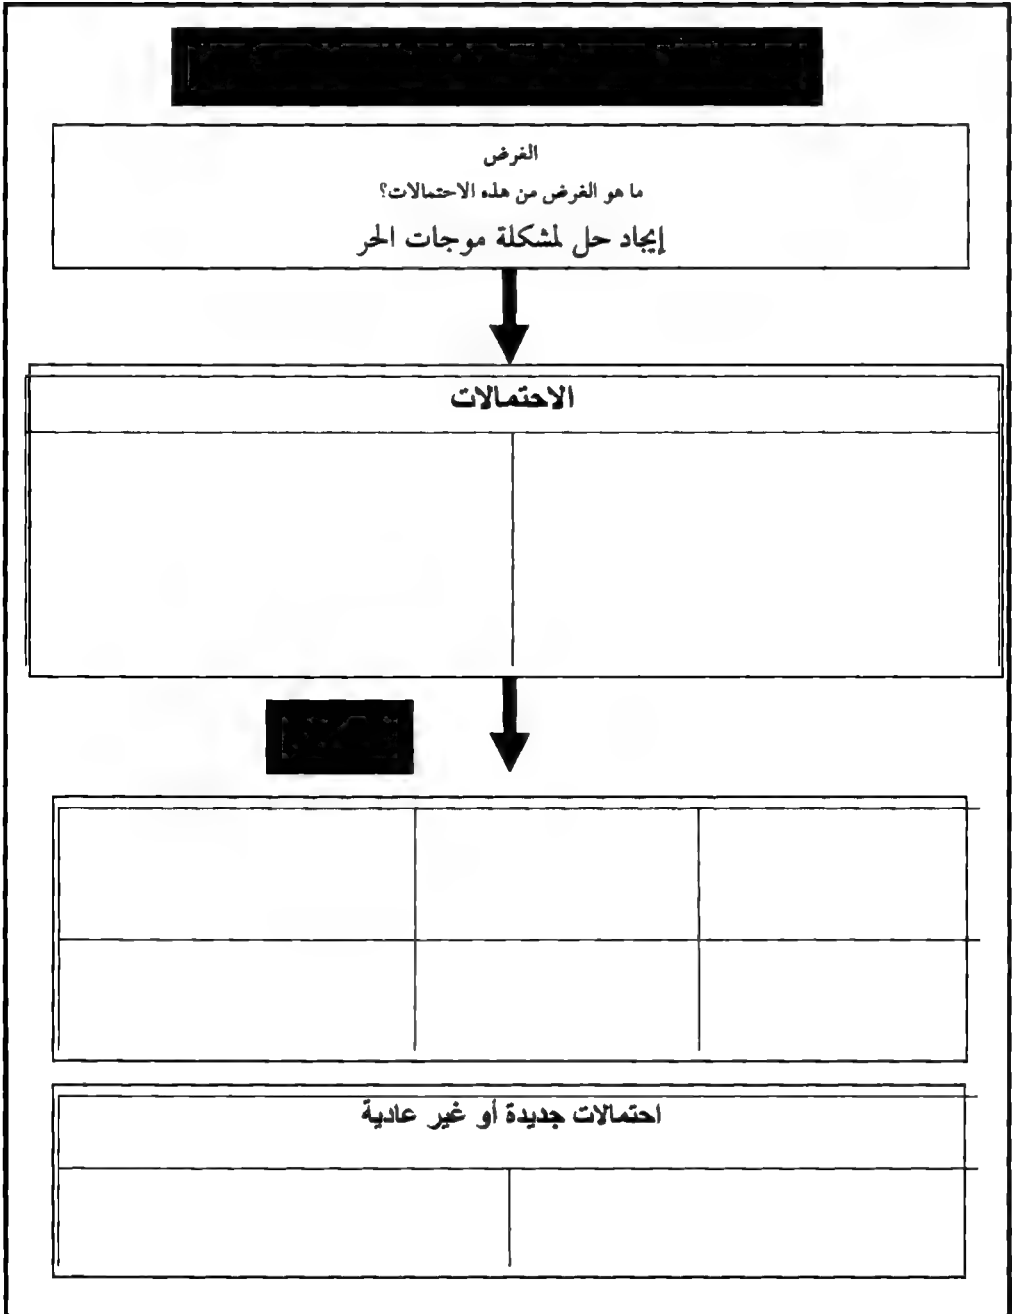 الغرض
ما هو الغرض من هذه الاحتمالات؟
إيجاد حل لمشكلة موجات الحر
الاحتمالات
احتمالات جديدة أو غير عادية